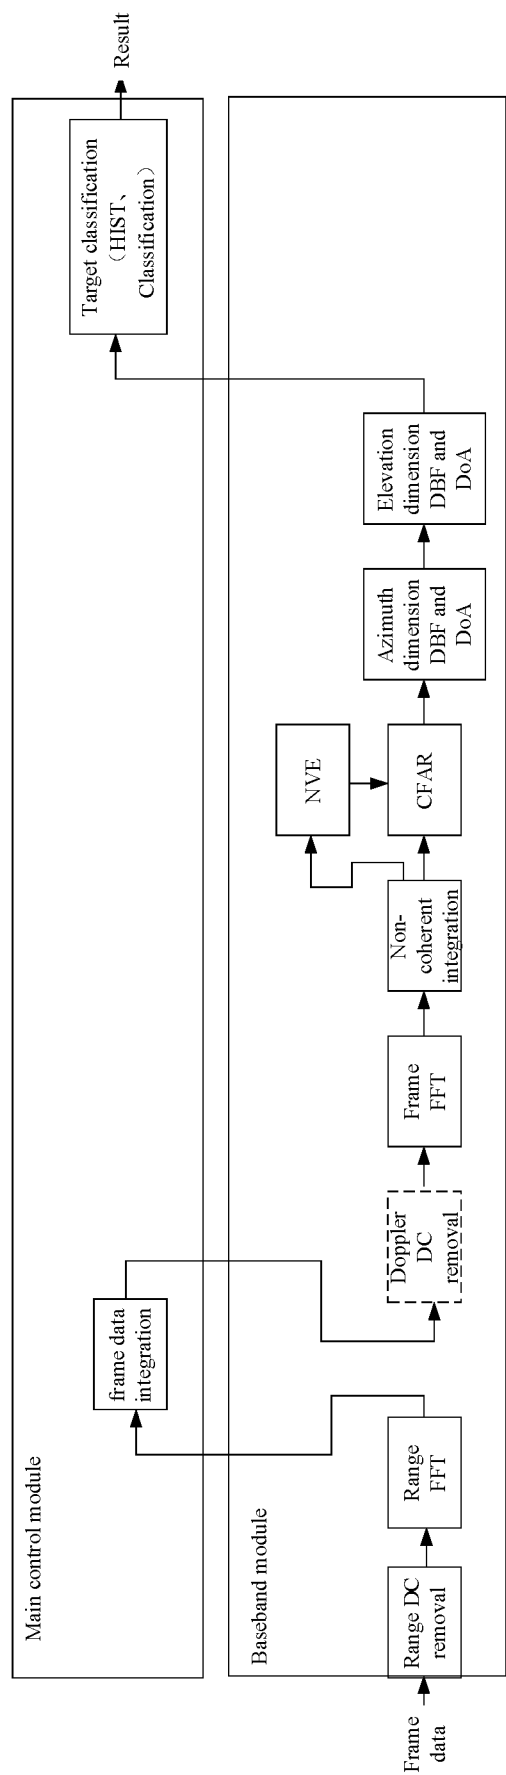 Main control module
frame data
integration
Target classification
（HIST、
Classification）
Result
Baseband module
Frame
data
Range DC
removal
Range
FFT
Doppler
DC
removal
Frame
FFT
Non-
coherent
integration
NVE
CFAR
Azimuth
dimension
DBF and
DoA
Elevation
dimension
DBF and
DoA